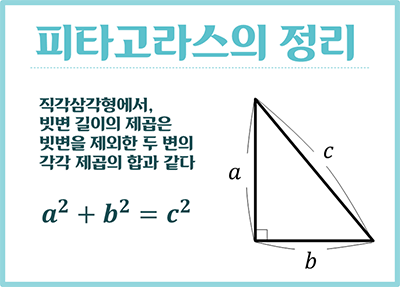 피타고라스의 정리
직각삼각형에서,
빗변 길이의 제곱은
빗변을 제외한 두 변의
각각 제곱의 합과 같다
a² + b² = c²
a
c
b